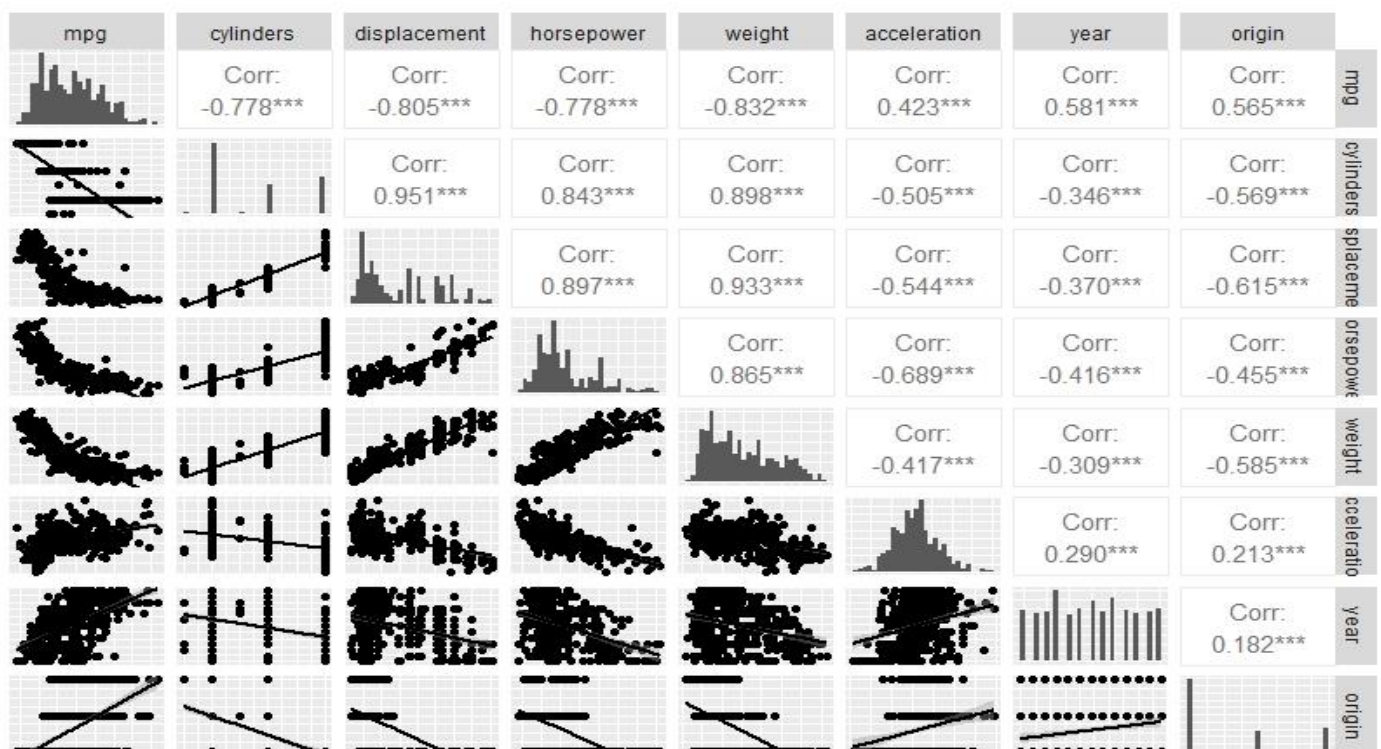 mpg cylinders displacement horsepower weight acceleration year origin
Corr: Corr: Corr: Corr: Corr: Corr: Corr:
-0.778*** -0.805*** -0.778*** -0.832*** 0.423*** 0.581*** 0.565***
mpg
Corr: Corr: Corr: Corr: Corr: Corr:
0.951*** 0.843*** 0.898*** -0.505*** -0.346*** -0.569***
cylinders
Corr: Corr: Corr: Corr: Corr:
0.897*** 0.933*** -0.544*** -0.370*** -0.615***
splaceme
Corr: Corr: Corr: Corr:
0.865*** -0.689*** -0.416*** -0.455***
orsepowe
Corr: Corr: Corr:
-0.417*** -0.309*** -0.585***
weight
Corr: Corr:
0.290*** 0.213***
cceleratio
Corr:
0.182***
year
origin